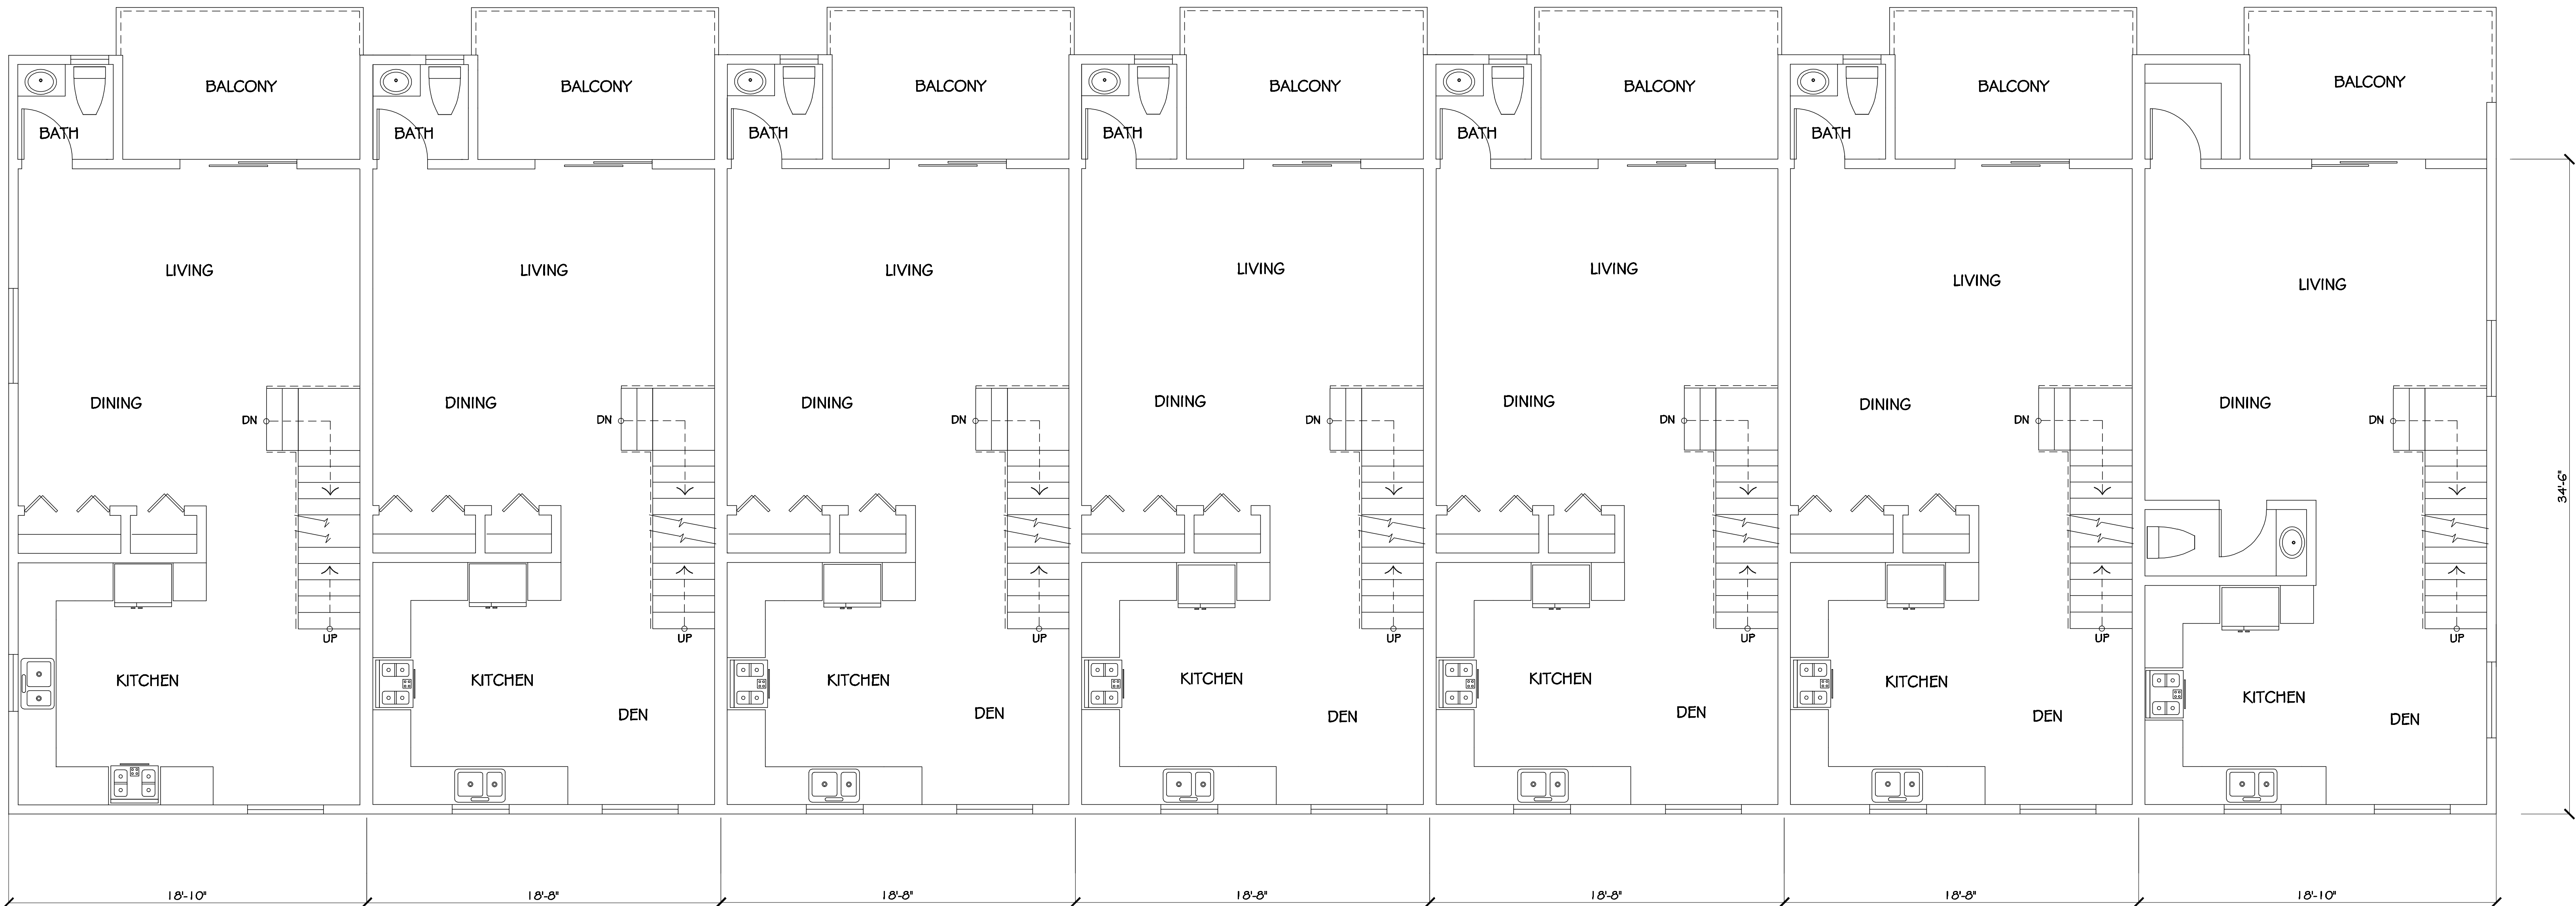 BALCONY
BALCONY
BALCONY
BALCONY
BALCONY
BALCONY
BALCONY
BATH
BATH
BATH
BATH
BATH
BATH
LIVING
LIVING
LIVING
LIVING
LIVING
LIVING
LIVING
DINING
DINING
DINING
DINING
DINING
DINING
DINING
DN
DN
DN
DN
DN
DN
DN
34'-6"
UP
UP
UP
UP
UP
UP
UP
KITCHEN
KITCHEN
KITCHEN
KITCHEN
KITCHEN
KITCHEN
KITCHEN
DEN
DEN
DEN
DEN
DEN
DEN
18'-10"
18'-8"
18'-8"
18'-8"
18'-8"
18'-8"
18'-10"